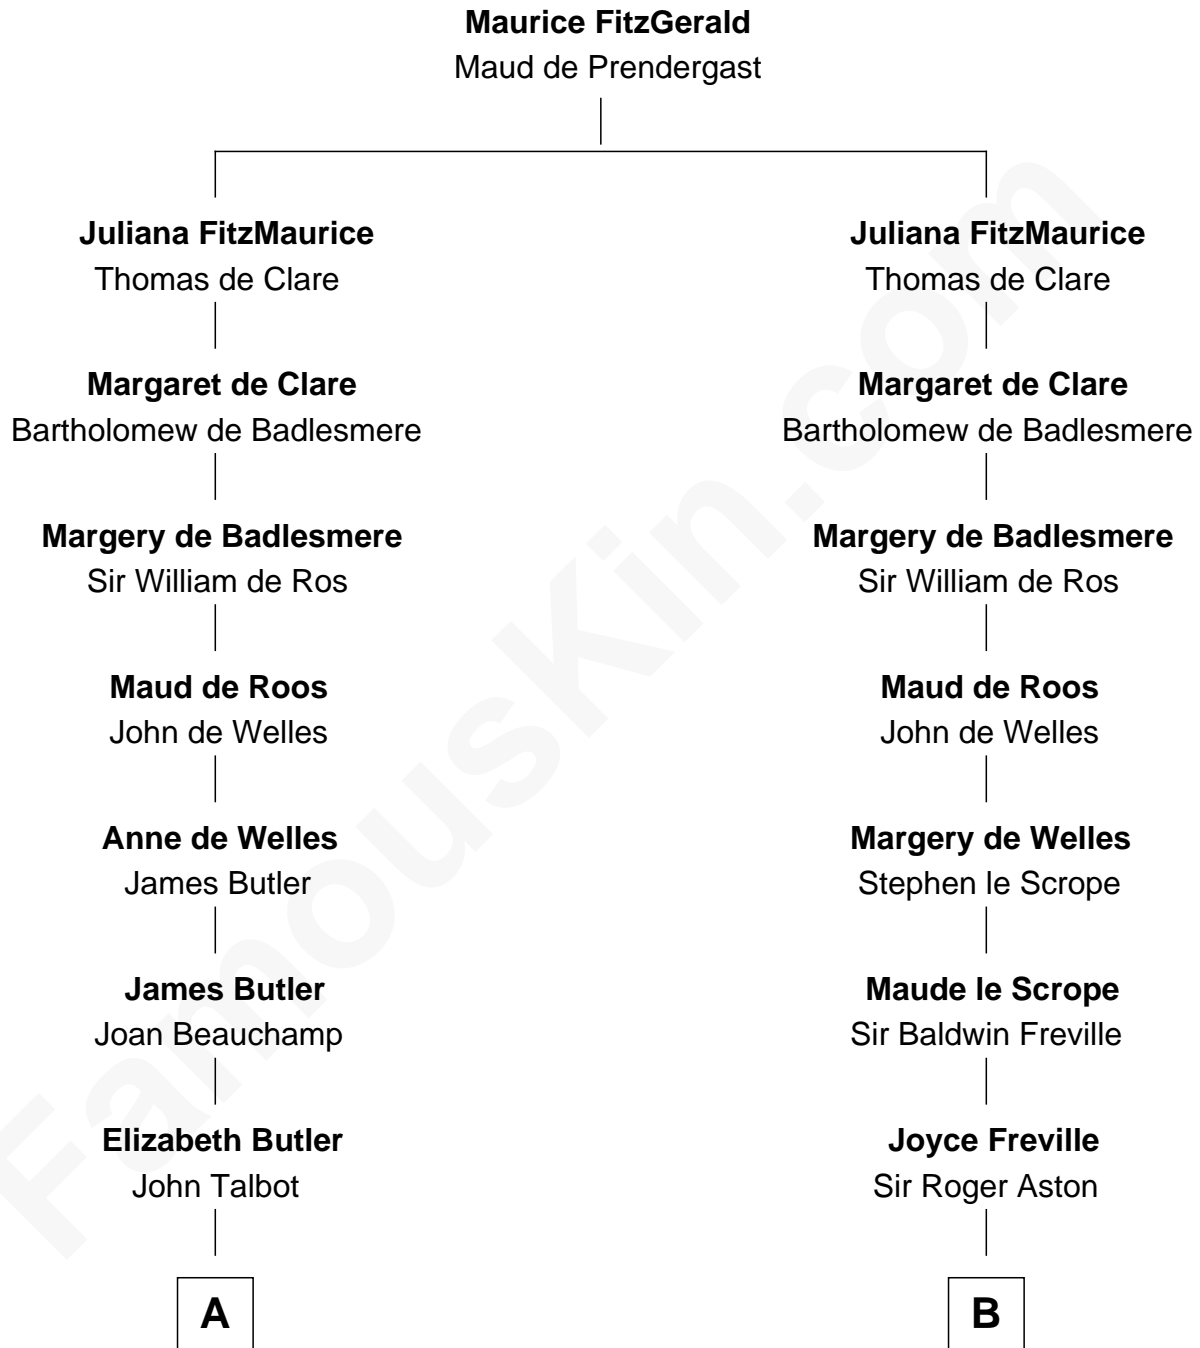 Maurice FitzGerald
Maud de Prendergast
Juliana FitzMaurice
Thomas de Clare
Margaret de Clare
Bartholomew de Badlesmere
Margery de Badlesmere
Sir William de Ros
Maud de Roos
John de Welles
Anne de Welles
James Butler
James Butler
Joan Beauchamp
Elizabeth Butler
John Talbot
A
Juliana FitzMaurice
Thomas de Clare
Margaret de Clare
Bartholomew de Badlesmere
Margery de Badlesmere
Sir William de Ros
Maud de Roos
John de Welles
Margery de Welles
Stephen le Scrope
Maude le Scrope
Sir Baldwin Freville
Joyce Freville
Sir Roger Aston
B
FamousKin.com